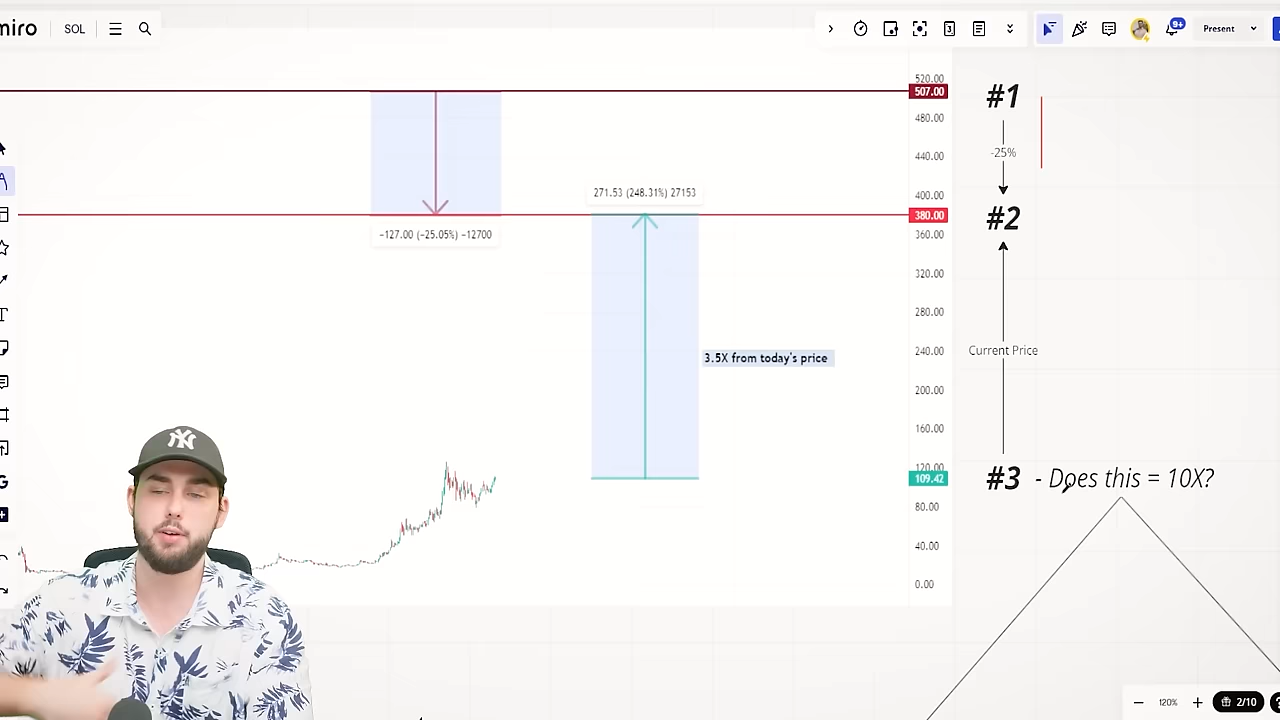 miro
SOL
3
9+
Present
520.00
507.00
480.00
440.00
400.00
380.00
360.00
320.00
280.00
240.00
200.00
160.00
120.00
109.42
80.00
40.00
0.00
271.53 (248.31%) 27153
-127.00 (-25.05%) -12700
3.5X from today's price
#1
-25%
#2
Current Price
#3 - Does this = 10X?
NY
120%
2/10